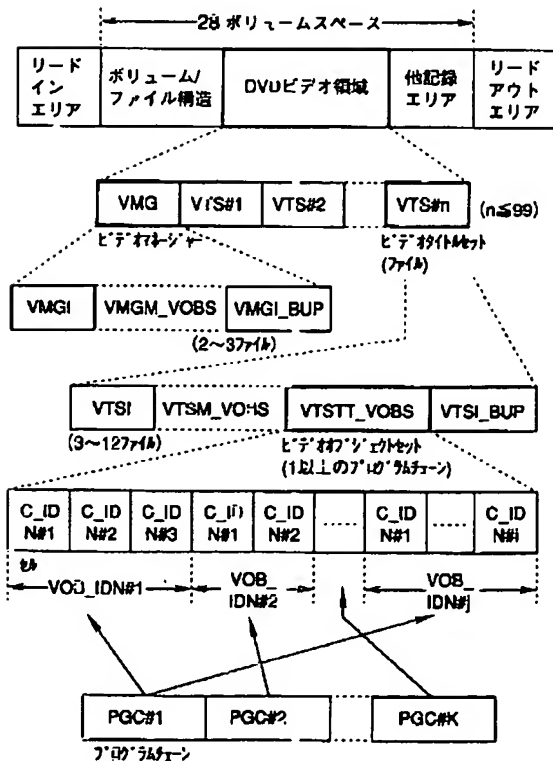 28 ボリュームスペース
リードインエリア
ボリューム/ファイル構造
DVDビデオ領域
他記録エリア
リードアウトエリア
VMG
VTS#1
VTS#2
VTS#n
(n≦99)
ビデオマネージャー
ビデオタイトルセット
(ファイル)
VMGI
VMGM_VOBS
VMGI_BUP
(2〜3ファイル)
VTSI
VTSM_VOBS
VTSTT_VOBS
VTSI_BUP
(3〜12ファイル)
ビデオオブジェクトセット
(1以上のプログラムチェーン)
C_ID N#1
C_ID N#2
C_ID N#3
C_ID N#1
C_ID N#2
C_ID N#1
C_ID N#i
セル
VOB_IDN#1
VOB_IDN#2
VOB_IDN#j
PGC#1
PGC#2
PGC#K
プログラムチェーン